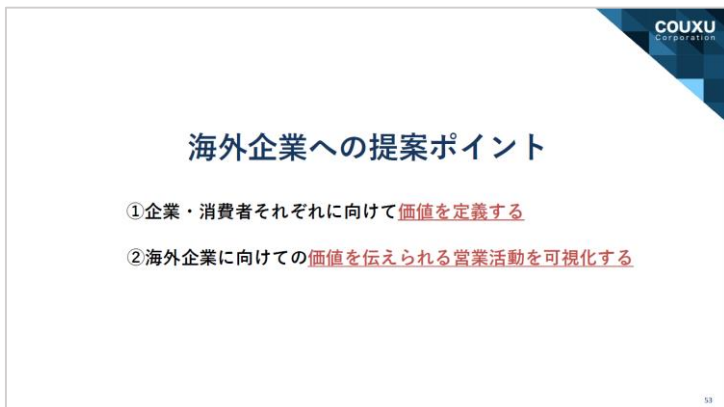 COUXU
Corporation
海外企業への提案ポイント
①企業・消費者それぞれに向けて価値を定義する
②海外企業に向けての価値を伝えられる営業活動を可視化する
53